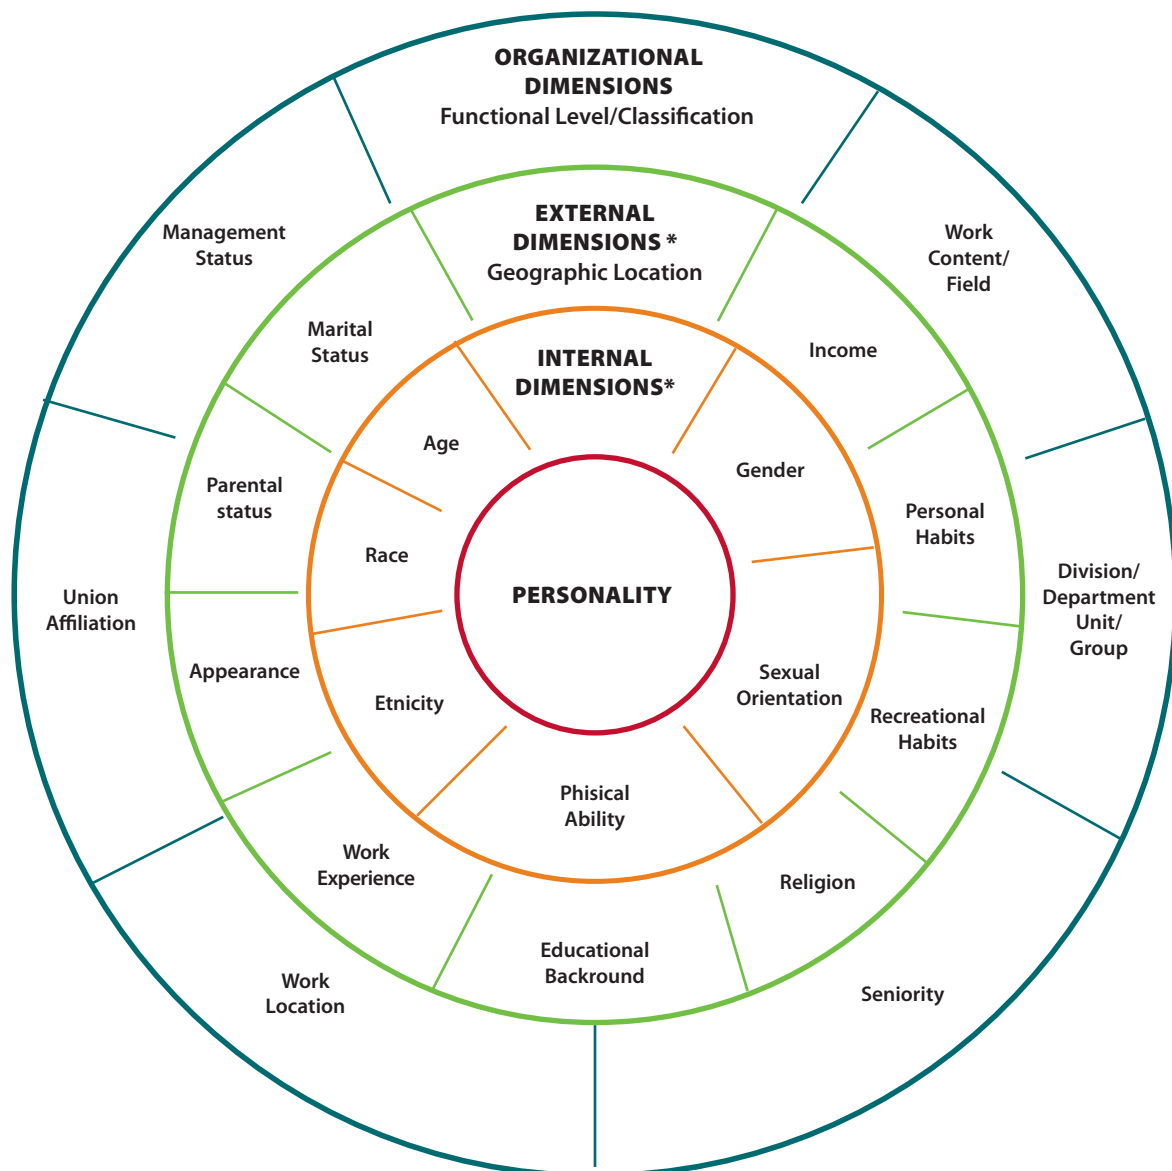 ORGANIZATIONAL
DIMENSIONS
Functional Level/Classification
EXTERNAL
DIMENSIONS *
Geographic Location
INTERNAL
DIMENSIONS*
PERSONALITY
Management
Status
Work
Content/
Field
Marital
Status
Income
Age
Gender
Parental
status
Personal
Habits
Race
Division/
Department
Unit/
Group
Union
Affiliation
Appearance
Etnicity
Sexual
Orientation
Recreational
Habits
Phisical
Ability
Work
Experience
Religion
Educational
Backround
Work
Location
Seniority